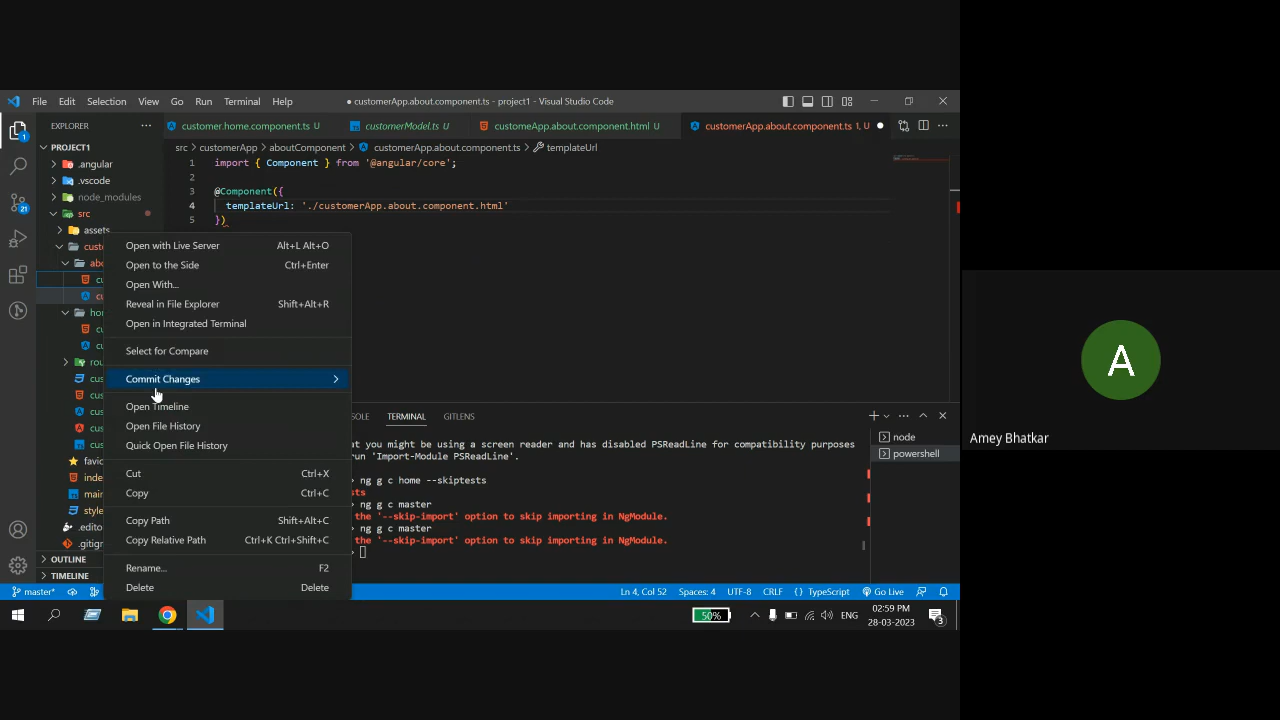 File Edit Selection View Go Run Terminal Help
● customerApp.about.component.ts - project1 - Visual Studio Code
EXPLORER
customer.home.component.ts U
customerModel.ts U
customeApp.about.component.html U
customerApp.about.component.ts 1, U
PROJECT1
src > customerApp > aboutComponent > customerApp.about.component.ts > templateUrl
.angular
.vscode
node_modules
src
assets
1 import { Component } from '@angular/core';
2
3 @Component({
4 templateUrl: './customerApp.about.component.html'
5 })
Open with Live Server Alt+L Alt+O
Open to the Side Ctrl+Enter
Open With...
Reveal in File Explorer Shift+Alt+R
Open in Integrated Terminal
Select for Compare
Commit Changes
Open Timeline
Open File History
Quick Open File History
Cut Ctrl+X
Copy Ctrl+C
Copy Path Shift+Alt+C
Copy Relative Path Ctrl+K Ctrl+Shift+C
Rename... F2
Delete Delete
OUTLINE
TIMELINE
TERMINAL GITLENS
node
powershell
that you might be using a screen reader and has disabled PSReadLine for compatibility purposes
run 'Import-Module PSReadLine'.
ng g c home --skiptests
ng g c master
the '--skip-import' option to skip importing in NgModule.
ng g c master
the '--skip-import' option to skip importing in NgModule.
master*
Ln 4, Col 52 Spaces: 4 UTF-8 CRLF {} TypeScript Go Live
50%
ENG
02:59 PM
28-03-2023
3
1
21
A
Amey Bhatkar